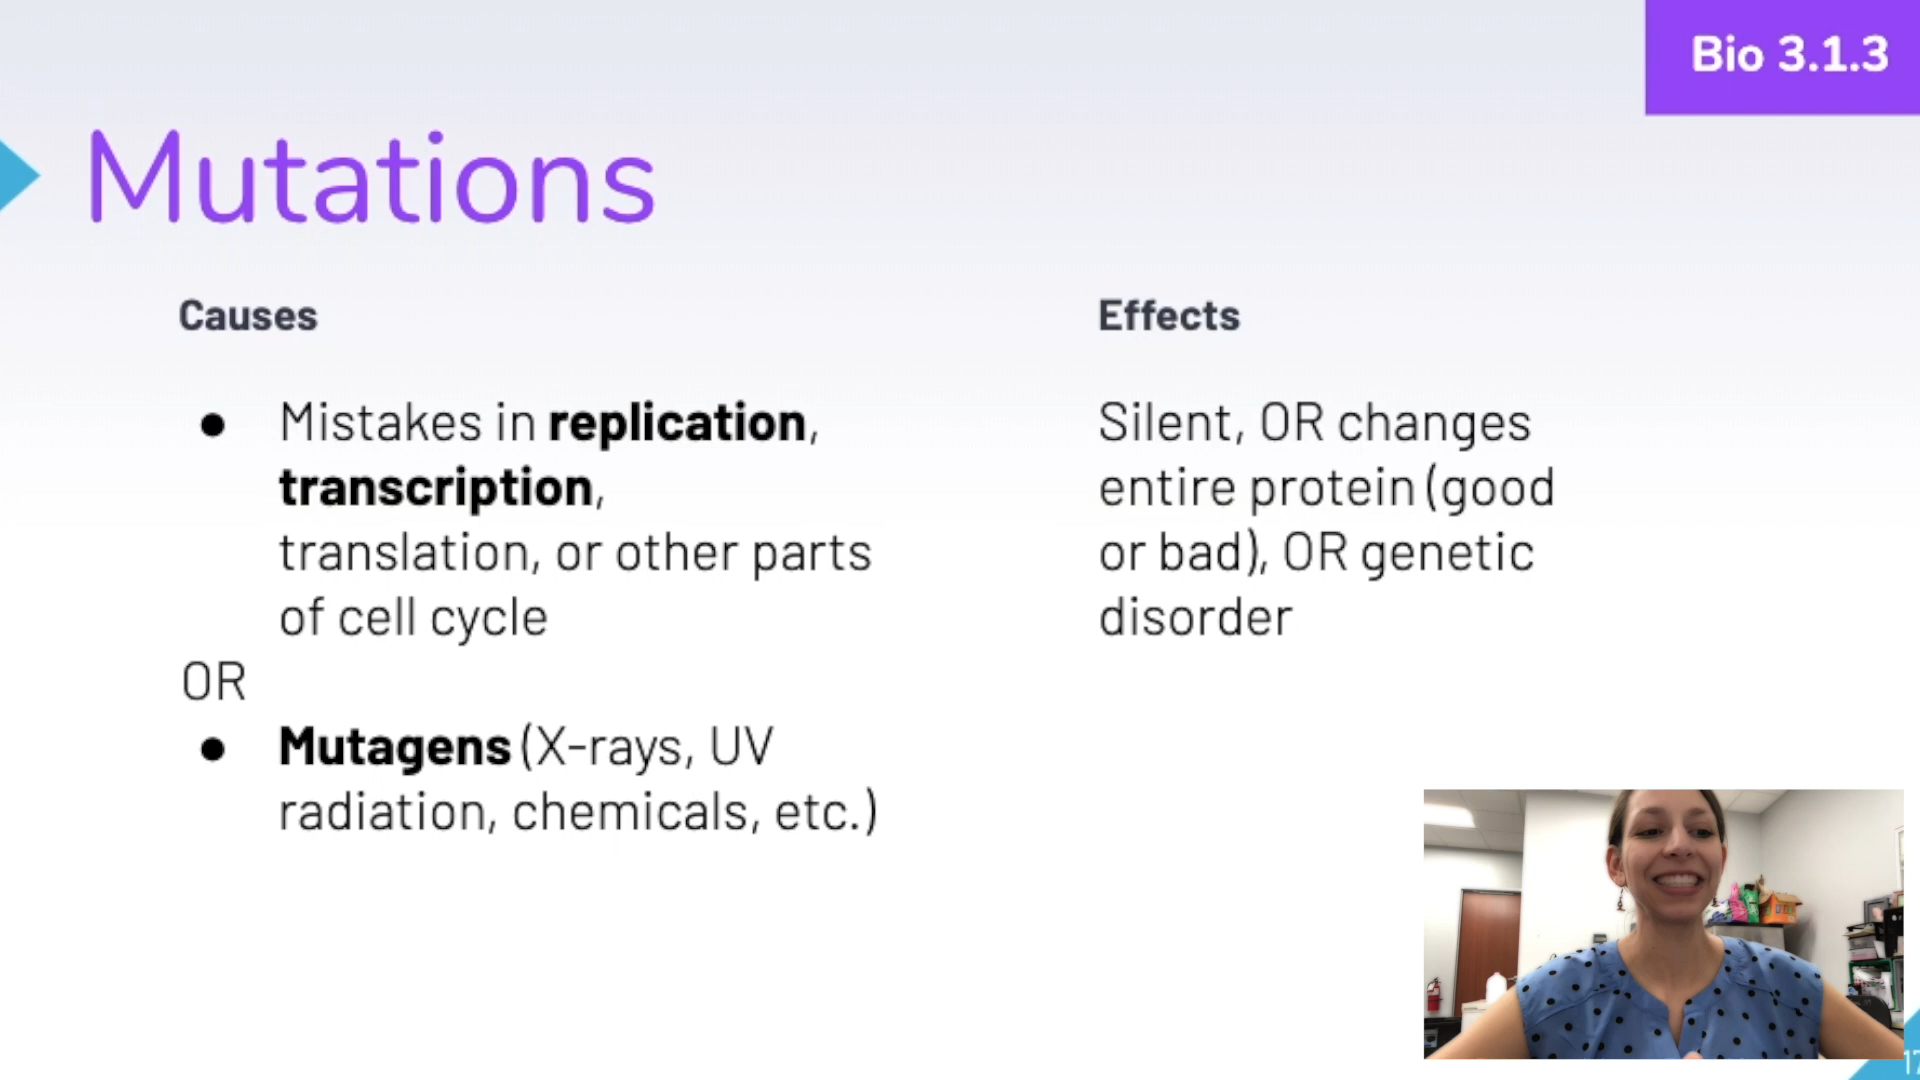 Bio 3.1.3
Mutations
Causes
● Mistakes in replication,
transcription,
translation, or other parts
of cell cycle
OR
● Mutagens (X-rays, UV
radiation, chemicals, etc.)
Effects
Silent, OR changes
entire protein (good
or bad), OR genetic
disorder